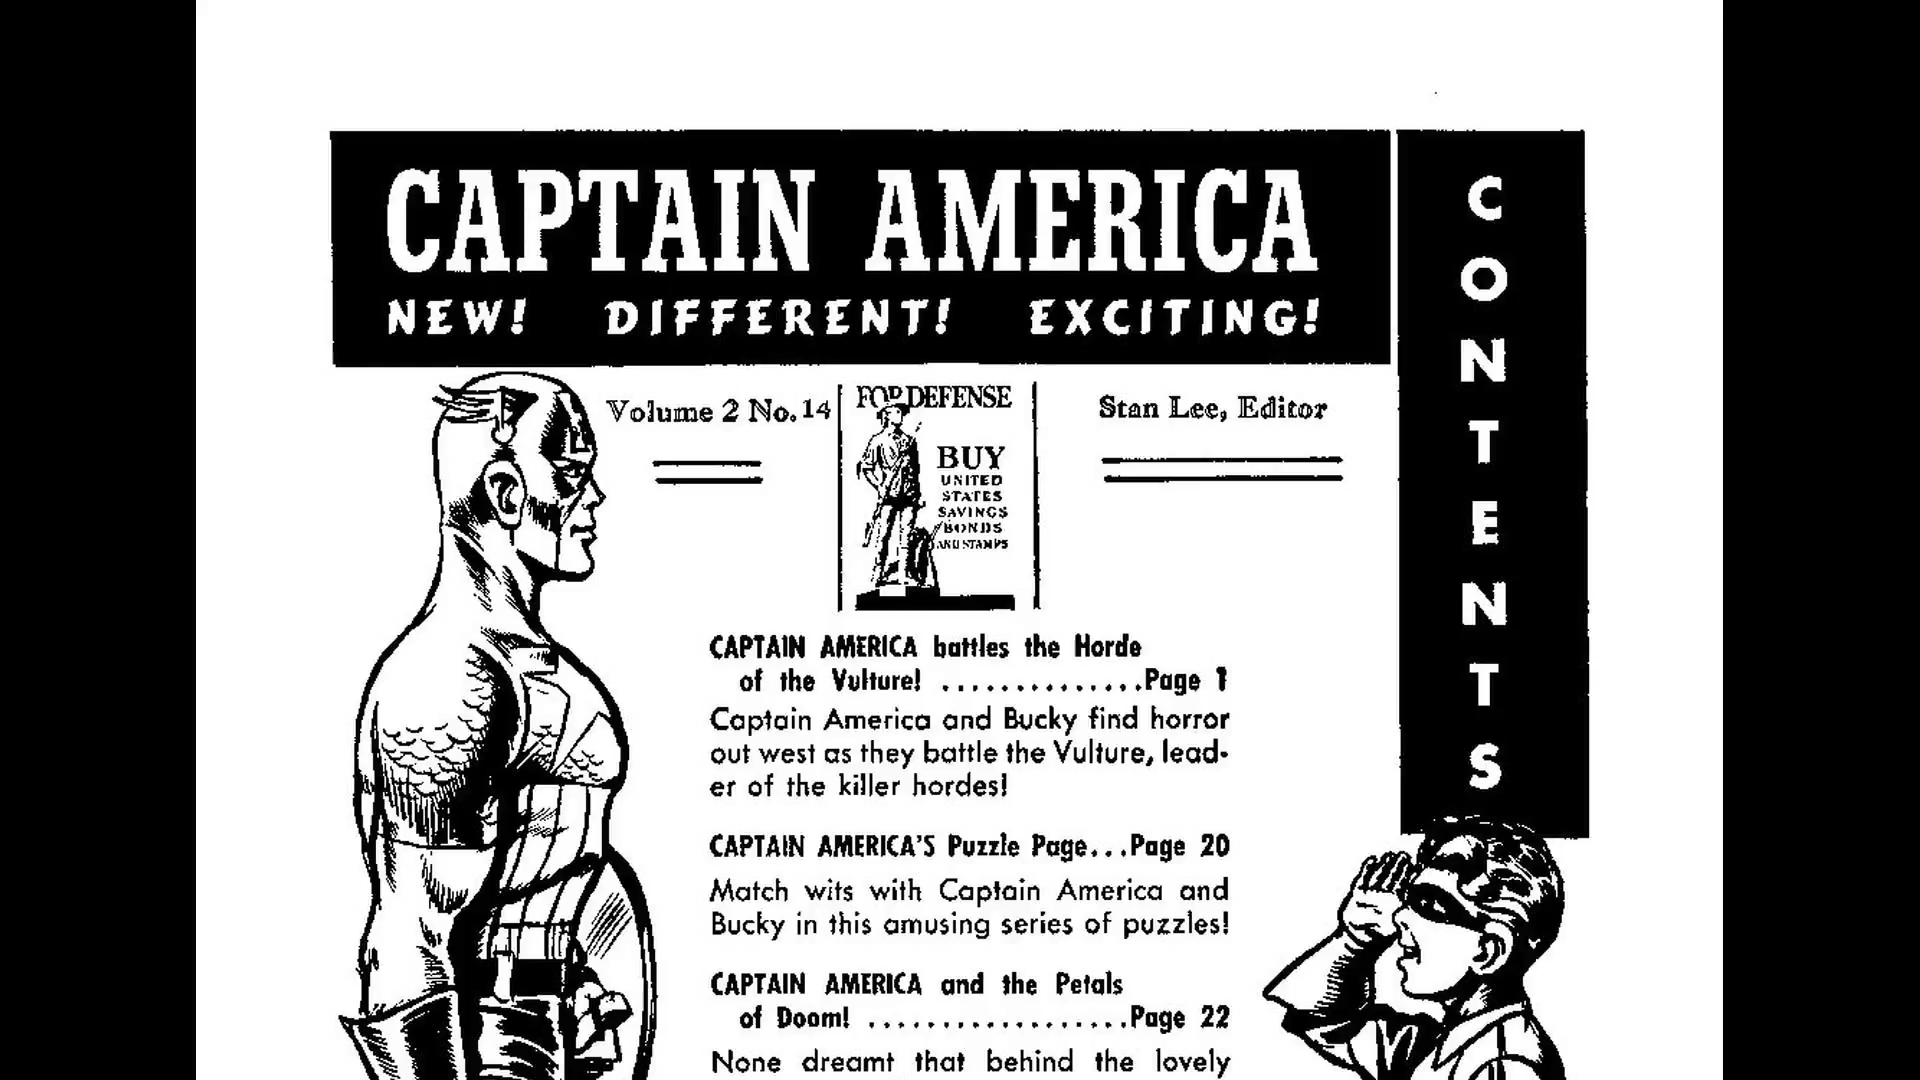 CAPTAIN AMERICA
NEW! DIFFERENT! EXCITING!
CONTENTS
Volume 2 No. 14
FOR DEFENSE
BUY
UNITED
STATES
SAVINGS
BONDS
AND STAMPS
Stan Lee, Editor
CAPTAIN AMERICA battles the Horde
of the Vulture! ..............Page 1
Captain America and Bucky find horror
out west as they battle the Vulture, lead-
er of the killer hordes!
CAPTAIN AMERICA'S Puzzle Page...Page 20
Match wits with Captain America and
Bucky in this amusing series of puzzles!
CAPTAIN AMERICA and the Petals
of Doom! ..................Page 22
None dreamt that behind the lovely